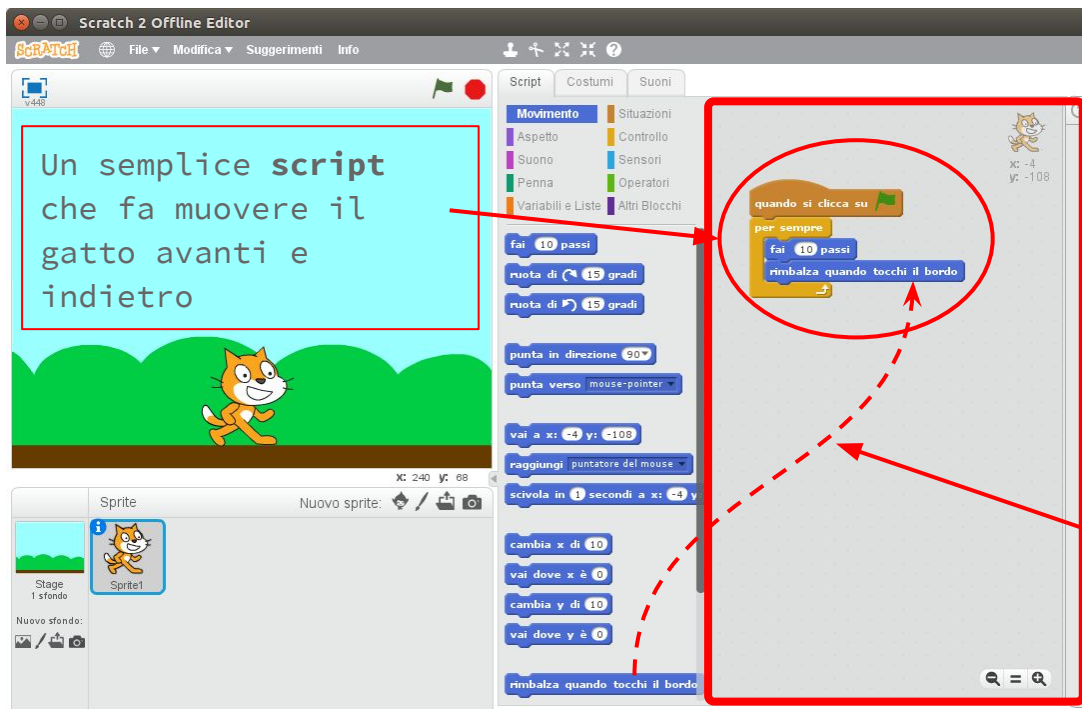 Scratch 2 Offline Editor
SCRATCH File Modifica Suggerimenti Info
v448
Un semplice script
che fa muovere il
gatto avanti e
indietro
x: 240 y: 68
Sprite Nuovo sprite:
Stage
1 sfondo
Sprite1
Nuovo sfondo:
Script Costumi Suoni
Movimento Situazioni
Aspetto Controllo
Suono Sensori
Penna Operatori
Variabili e Liste Altri Blocchi
fai 10 passi
ruota di 15 gradi
ruota di 15 gradi
punta in direzione 90
punta verso mouse-pointer
vai a x: -4 y: -108
raggiungi puntatore del mouse
scivola in 1 secondi a x: -4 y
cambia x di 10
vai dove x è 0
cambia y di 10
vai dove y è 0
rimbalza quando tocchi il bordo
x: -4
y: -108
quando si clicca su
per sempre
fai 10 passi
rimbalza quando tocchi il bordo